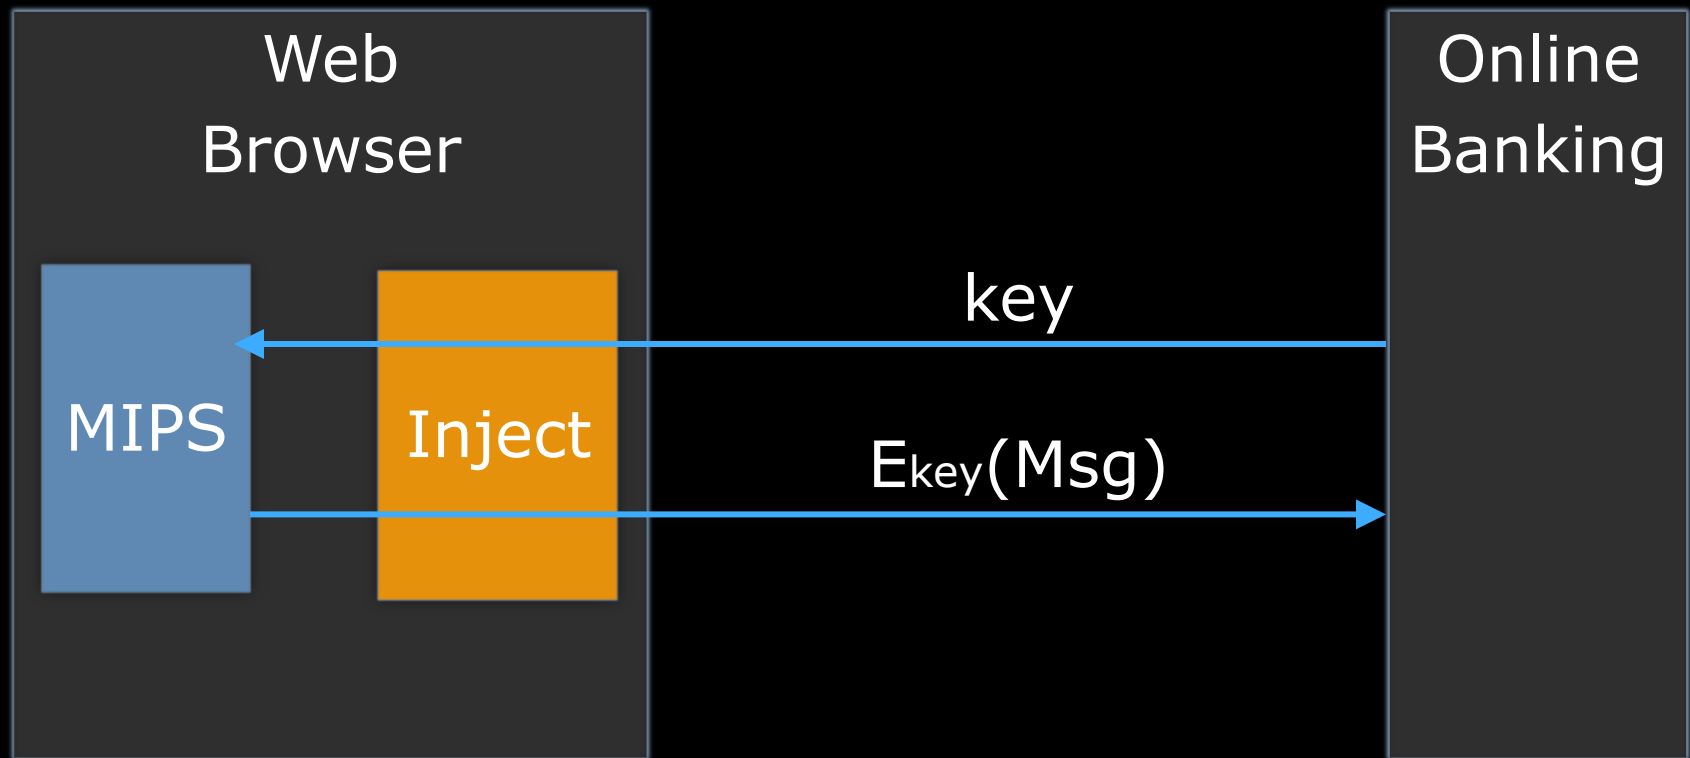 Web
Browser
Online
Banking
key
MIPS
Inject
Ekey(Msg)